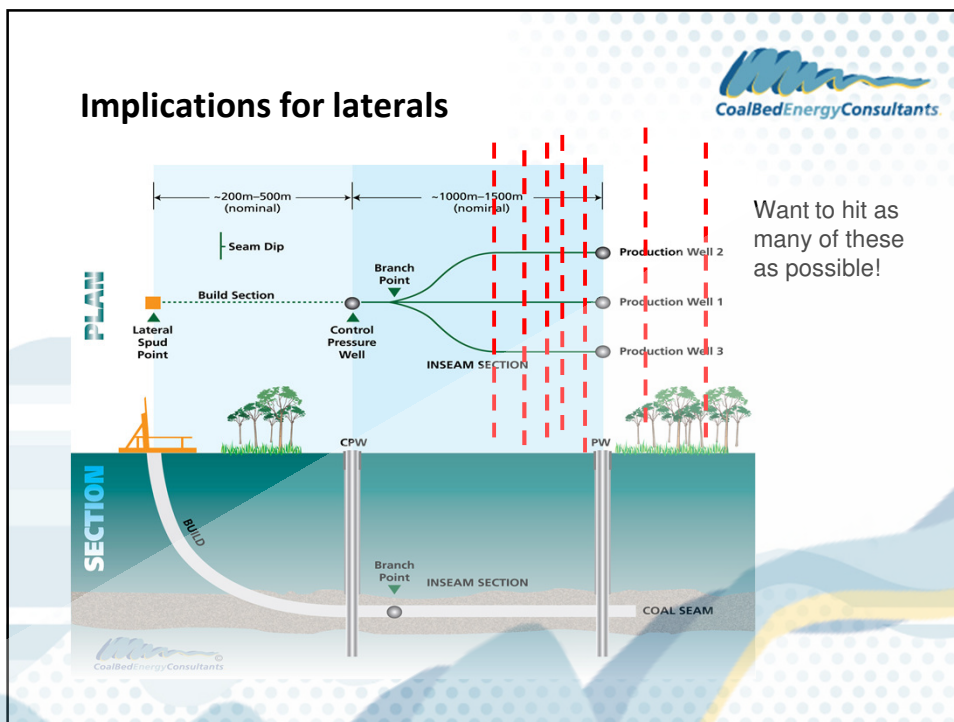 CoalBedEnergyConsultants
Implications for laterals
~200m–500m
(nominal)
~1000m–1500m
(nominal)
Want to hit as
many of these
as possible!
Seam Dip
PLAN
Branch
Point
Production Well 2
Build Section
Production Well 1
Lateral
Spud
Point
Control
Pressure
Well
Production Well 3
INSEAM SECTION
CPW
PW
SECTION
BUILD
Branch
Point
INSEAM SECTION
COAL SEAM
CoalBedEnergyConsultants
©